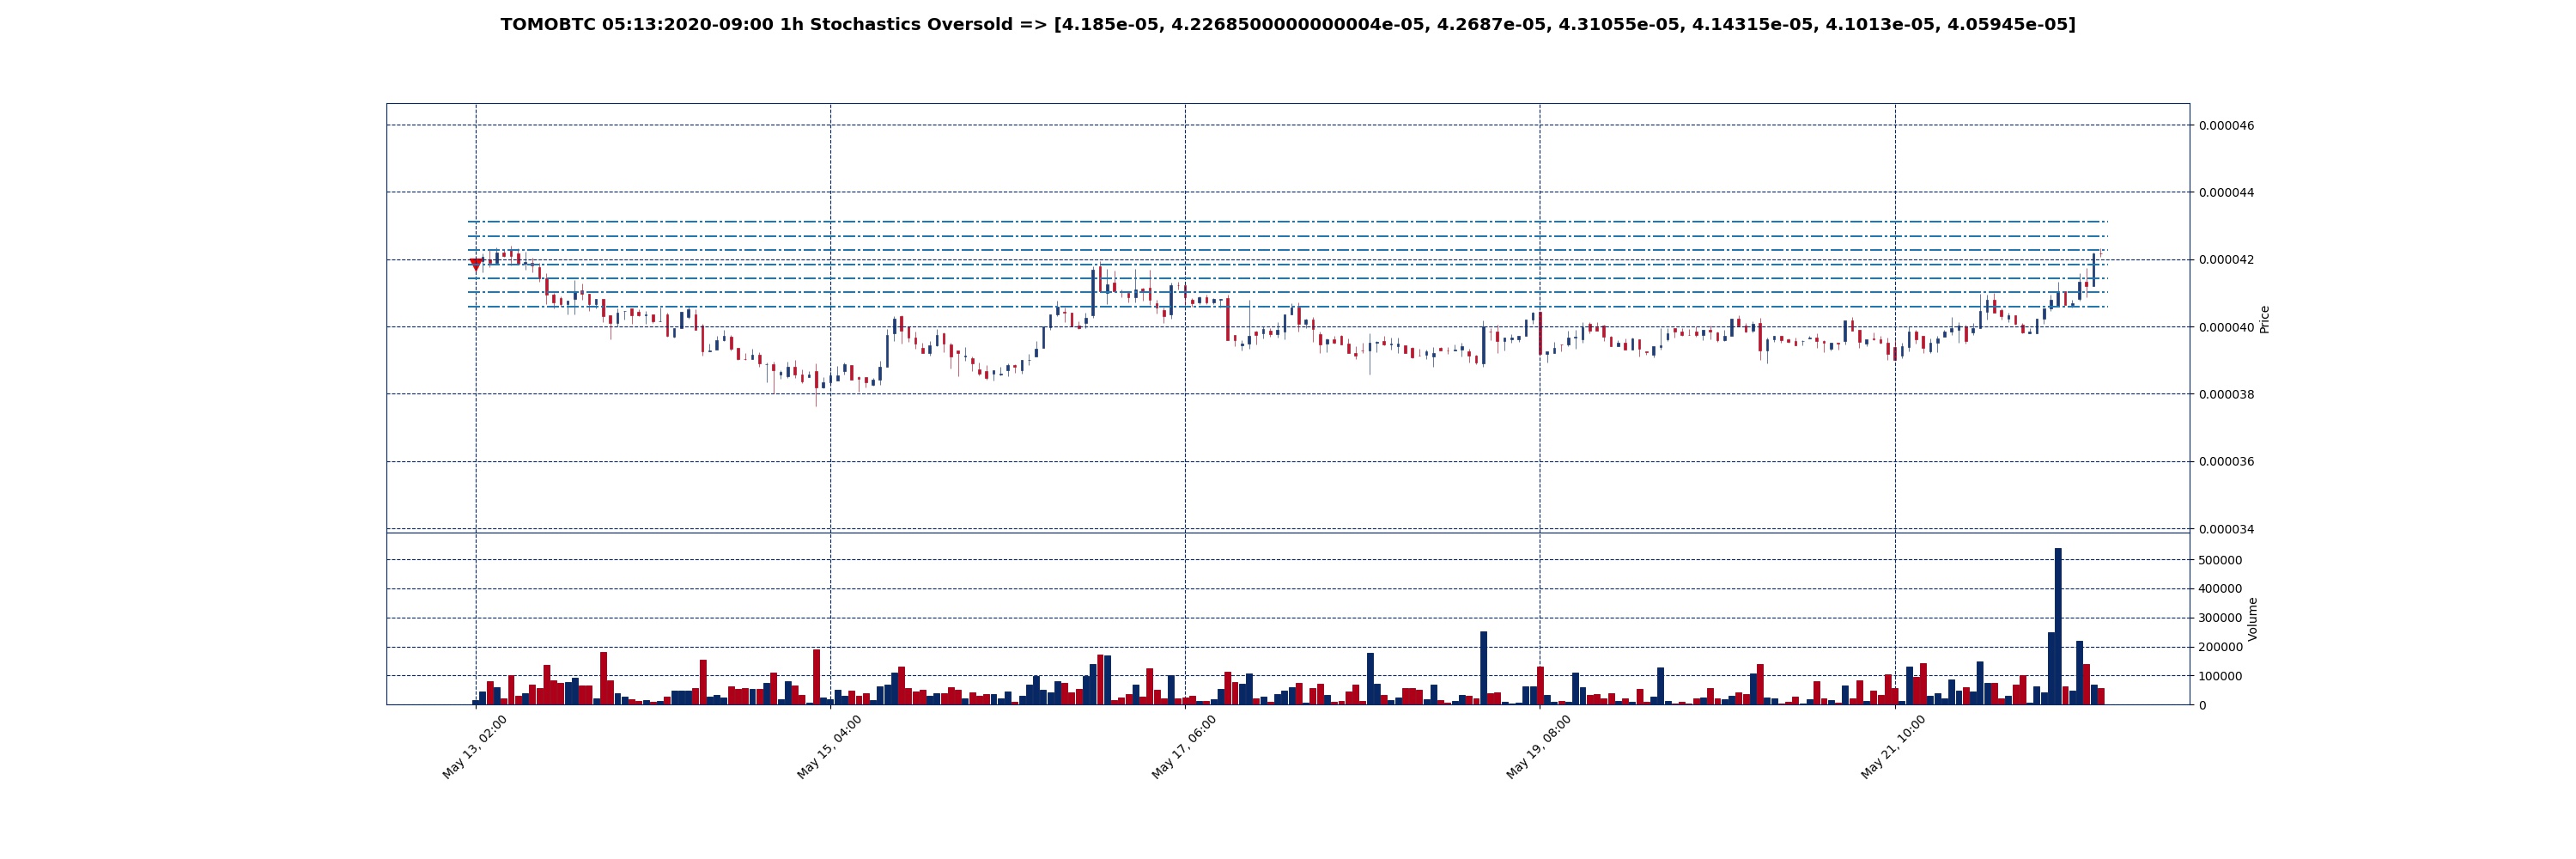 TOMOBTC 05:13:2020-09:00 1h Stochastics Oversold => [4.185e-05, 4.2268500000000004e-05, 4.2687e-05, 4.31055e-05, 4.14315e-05, 4.1013e-05, 4.05945e-05]
0.000046
0.000044
0.000042
0.000040
0.000038
0.000036
0.000034
Price
500000
400000
300000
200000
100000
0
Volume
May 13, 02:00
May 15, 04:00
May 17, 06:00
May 19, 08:00
May 21, 10:00